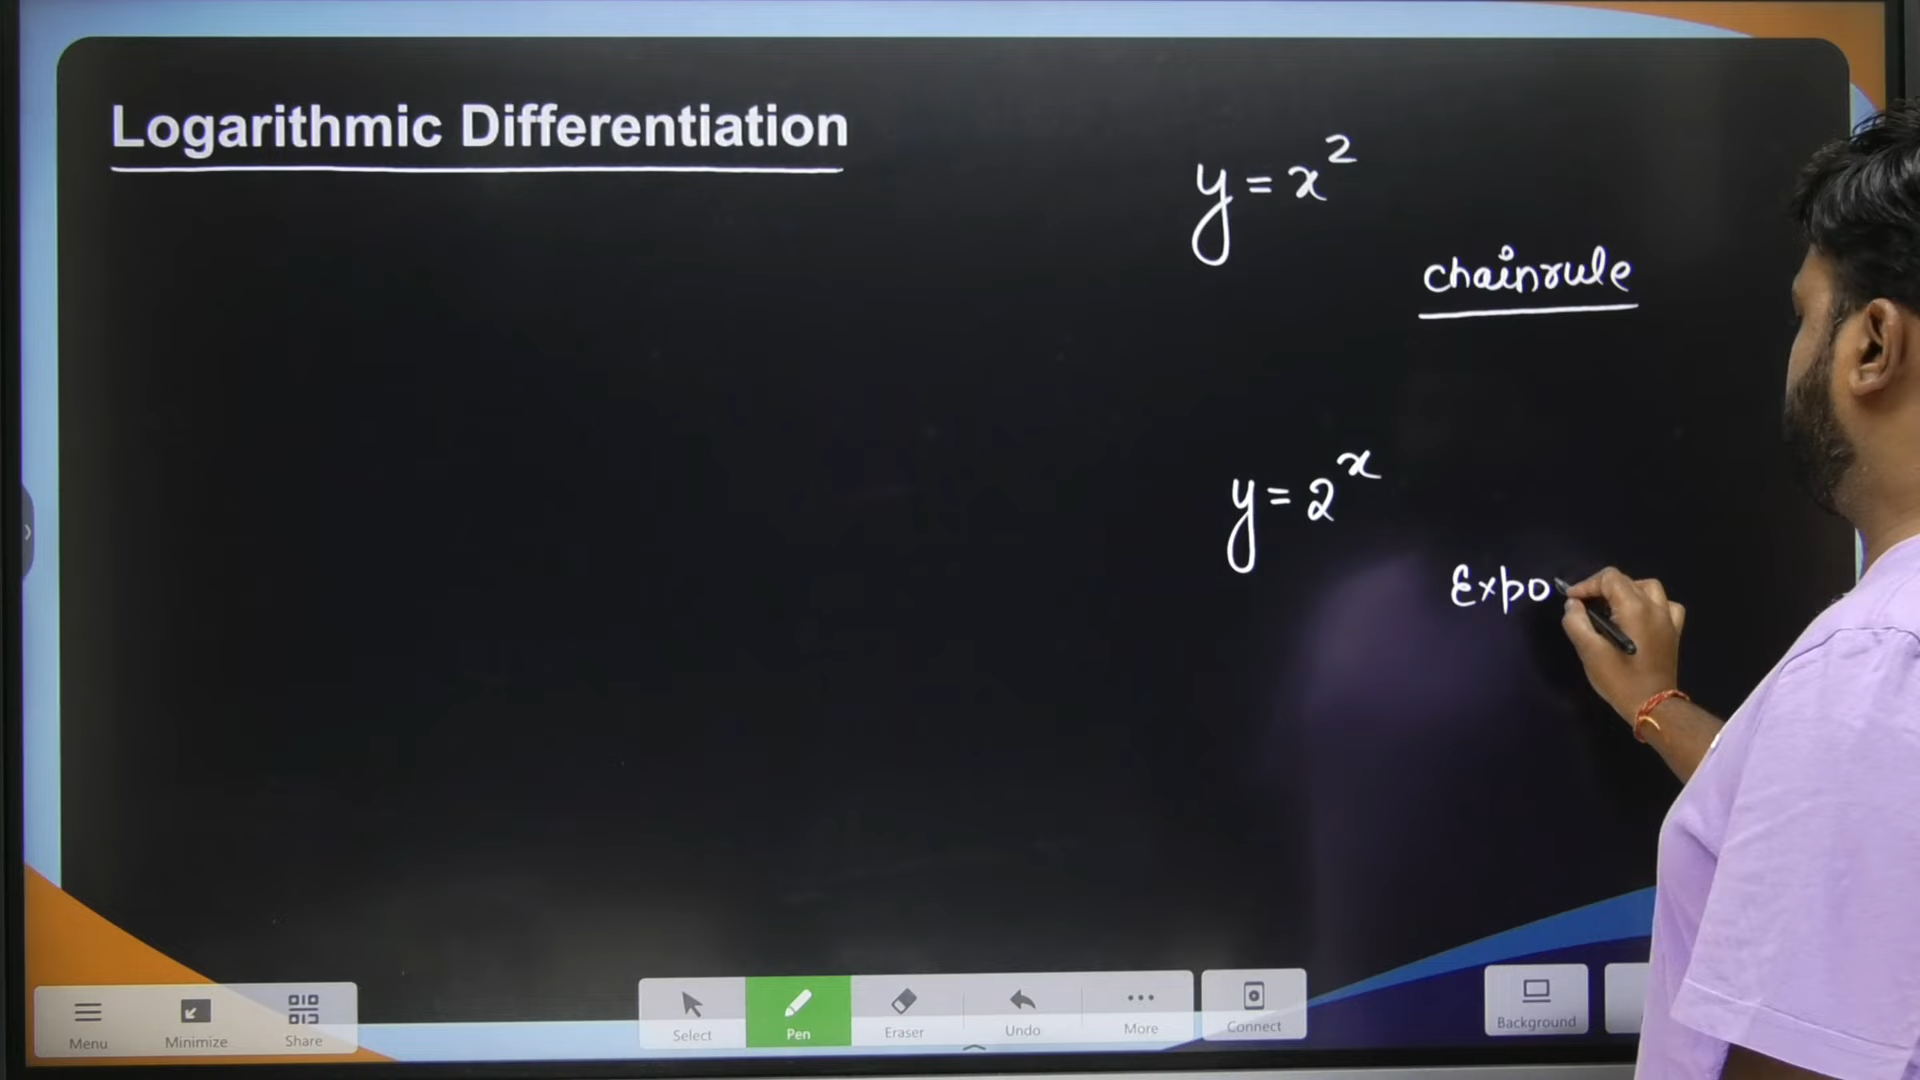 Logarithmic Differentiation
y = x²
chainrule
y = 2ˣ
Expo
Menu
Minimize
Share
Select
Pen
Eraser
Undo
More
Connect
Background